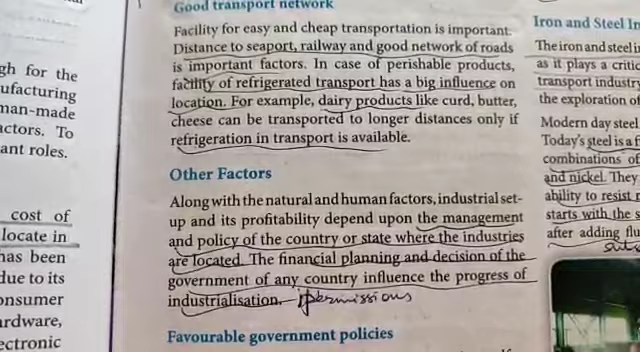 gh for the
ufacturing
man-made
actors. To
ant roles.
cost of
locate in
has been
due to its
onsumer
ardware,
ectronic
Good transport network
Facility for easy and cheap transportation is important.
Distance to seaport, railway and good network of roads
is important factors. In case of perishable products,
facility of refrigerated transport has a big influence on
location. For example, dairy products like curd, butter,
cheese can be transported to longer distances only if
refrigeration in transport is available.
Other Factors
Along with the natural and human factors, industrial set-
up and its profitability depend upon the management
and policy of the country or state where the industries
are located. The financial planning and decision of the
government of any country influence the progress of
industrialisation. permissions
Favourable government policies
Iron and Steel In
The iron and steel i
as it plays a critic
transport industry
the exploration of
Modern day steel
Today's steel is a f
combinations of
and nickel. They
ability to resist r
starts with the s
after adding flu